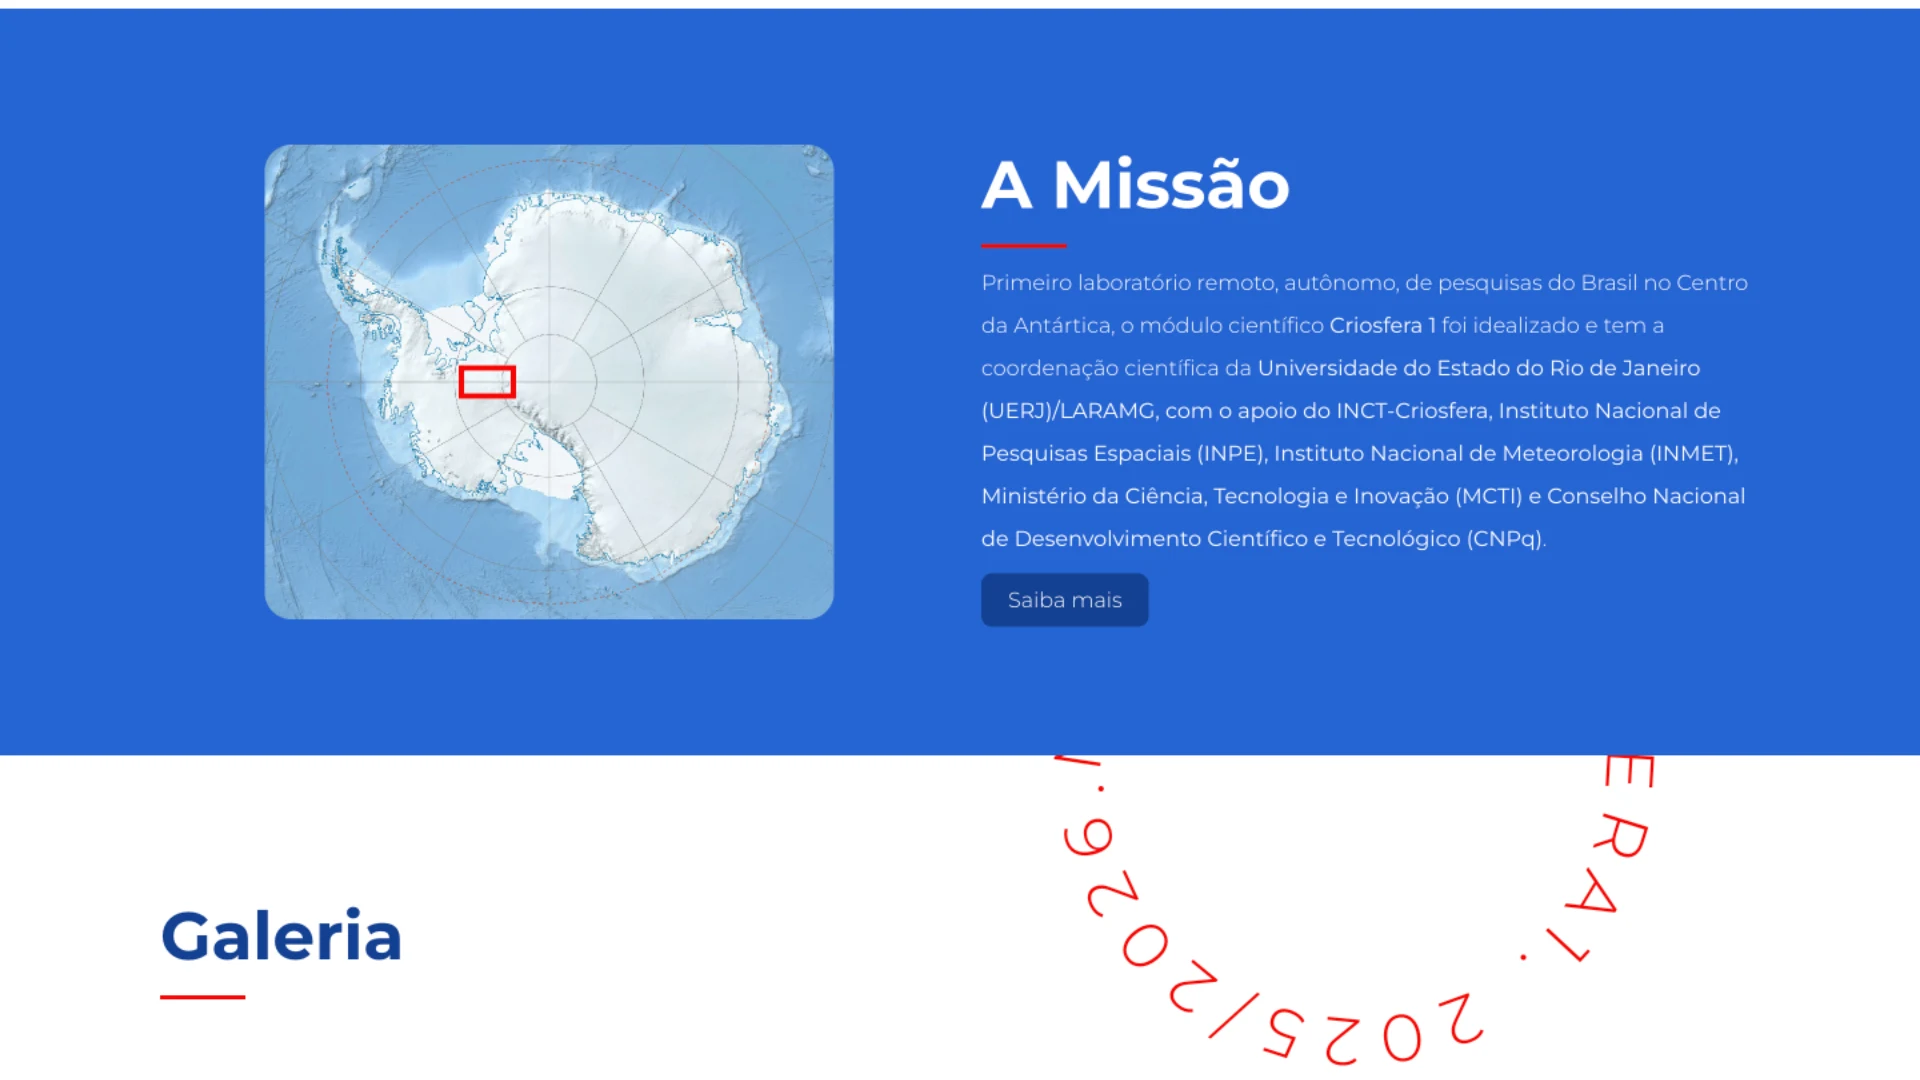 A Missão
Primeiro laboratório remoto, autônomo, de pesquisas do Brasil no Centro
da Antártica, o módulo científico Criosfera 1 foi idealizado e tem a
coordenação científica da Universidade do Estado do Rio de Janeiro
(UERJ)/LARAMG, com o apoio do INCT-Criosfera, Instituto Nacional de
Pesquisas Espaciais (INPE), Instituto Nacional de Meteorologia (INMET),
Ministério da Ciência, Tecnologia e Inovação (MCTI) e Conselho Nacional
de Desenvolvimento Científico e Tecnológico (CNPq).
Saiba mais
Galeria
ERA1. 2025/2026.